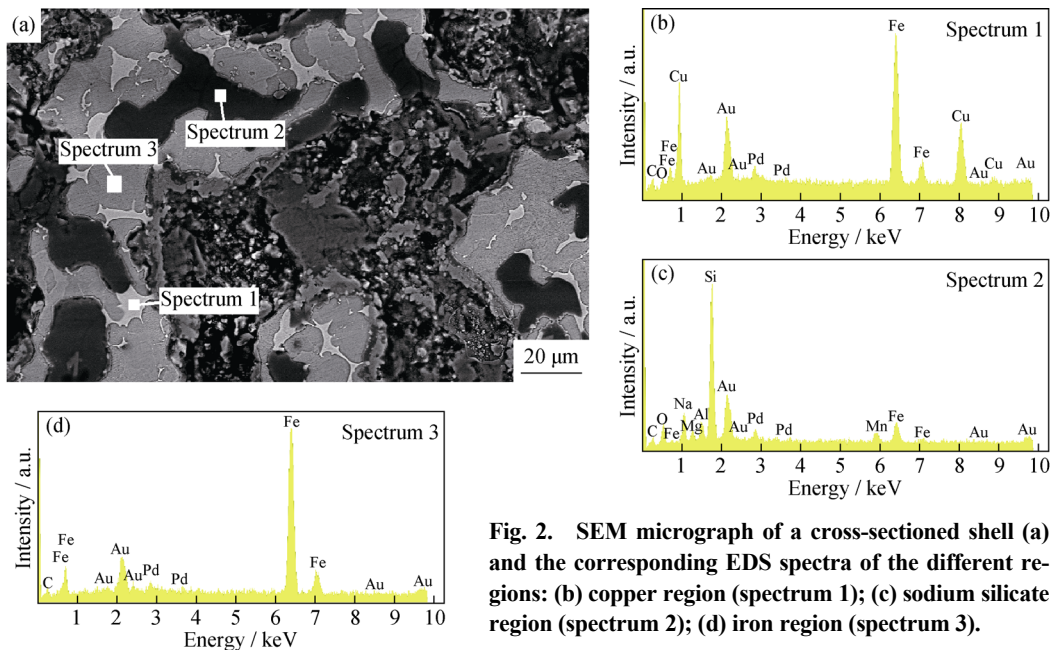 (a)
Spectrum 2
Spectrum 3
Spectrum 1
20 μm
(b)
Spectrum 1
Fe
Cu
Au
Cu
Fe
Fe
C
O
Au
Au
Pd
Pd
Fe
Au
Cu
Au
Intensity / a.u.
1 2 3 4 5 6 7 8 9 10
Energy / keV
(c)
Spectrum 2
Si
Au
Na
O
Al
C
Fe
Mg
Au
Pd
Pd
Mn
Fe
Fe
Au
Au
Intensity / a.u.
1 2 3 4 5 6 7 8 9 10
Energy / keV
(d)
Spectrum 3
Fe
Fe
Fe
C
Au
Au
Au
Pd
Pd
Fe
Au
Au
Intensity / a.u.
1 2 3 4 5 6 7 8 9 10
Energy / keV
Fig. 2. SEM micrograph of a cross-sectioned shell (a)
and the corresponding EDS spectra of the different re-
gions: (b) copper region (spectrum 1); (c) sodium silicate
region (spectrum 2); (d) iron region (spectrum 3).